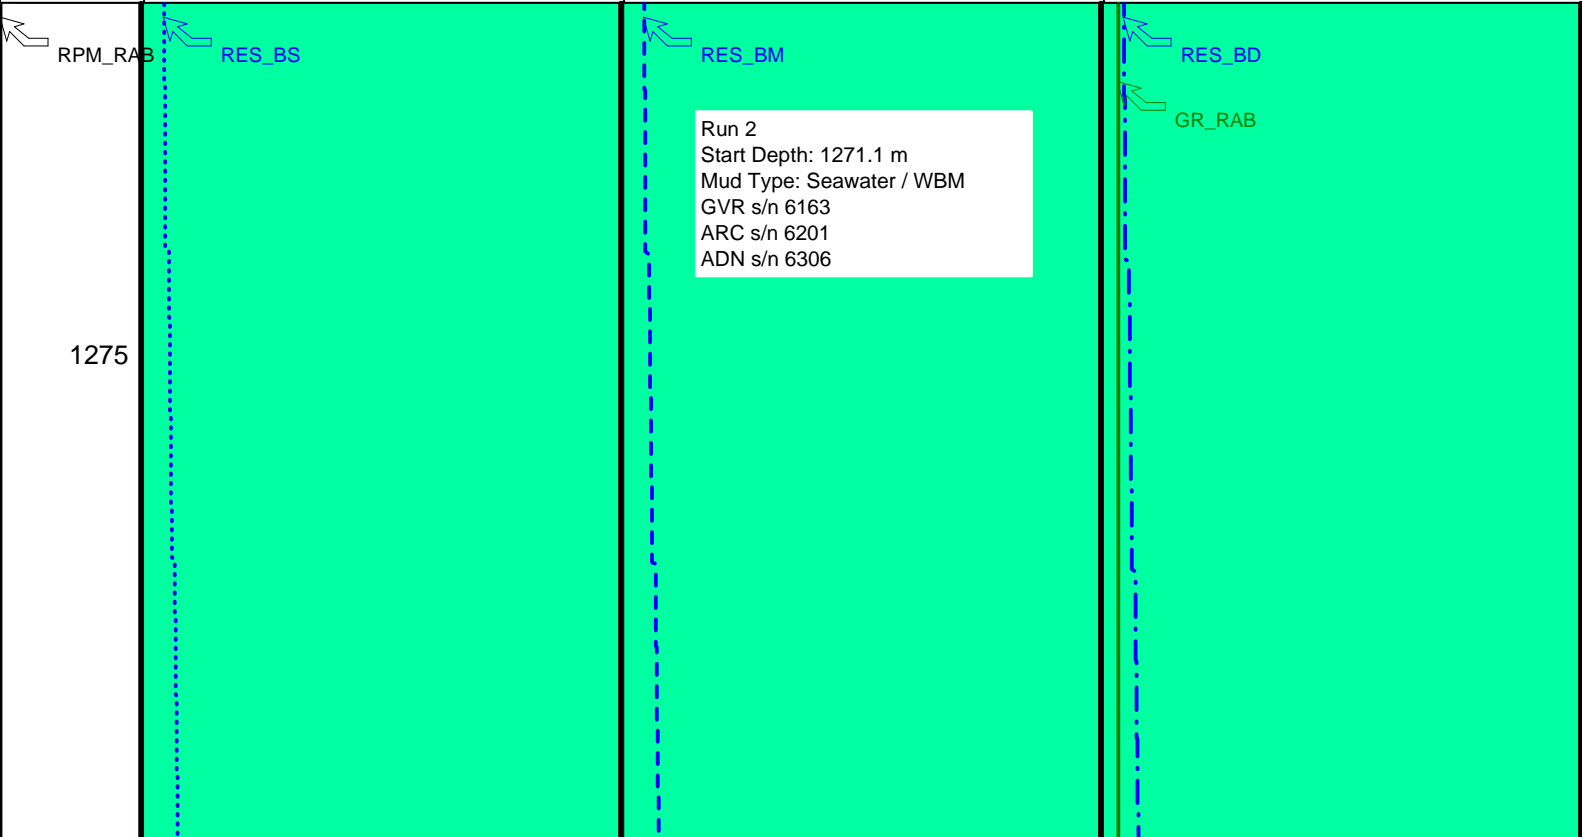 RPM_RAB
RES_BS
RES_BM
RES_BD
GR_RAB
Run 2
Start Depth: 1271.1 m
Mud Type: Seawater / WBM
GVR s/n 6163
ARC s/n 6201
ADN s/n 6306
1275